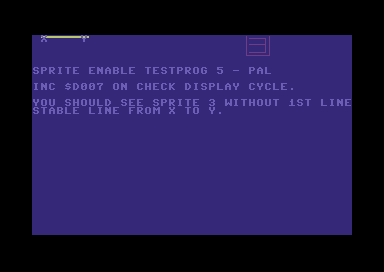 X Y
SPRITE ENABLE TESTPROG 5 - PAL
INC $D007 ON CHECK DISPLAY CYCLE.
YOU SHOULD SEE SPRITE 3 WITHOUT 1ST LINE
STABLE LINE FROM X TO Y.